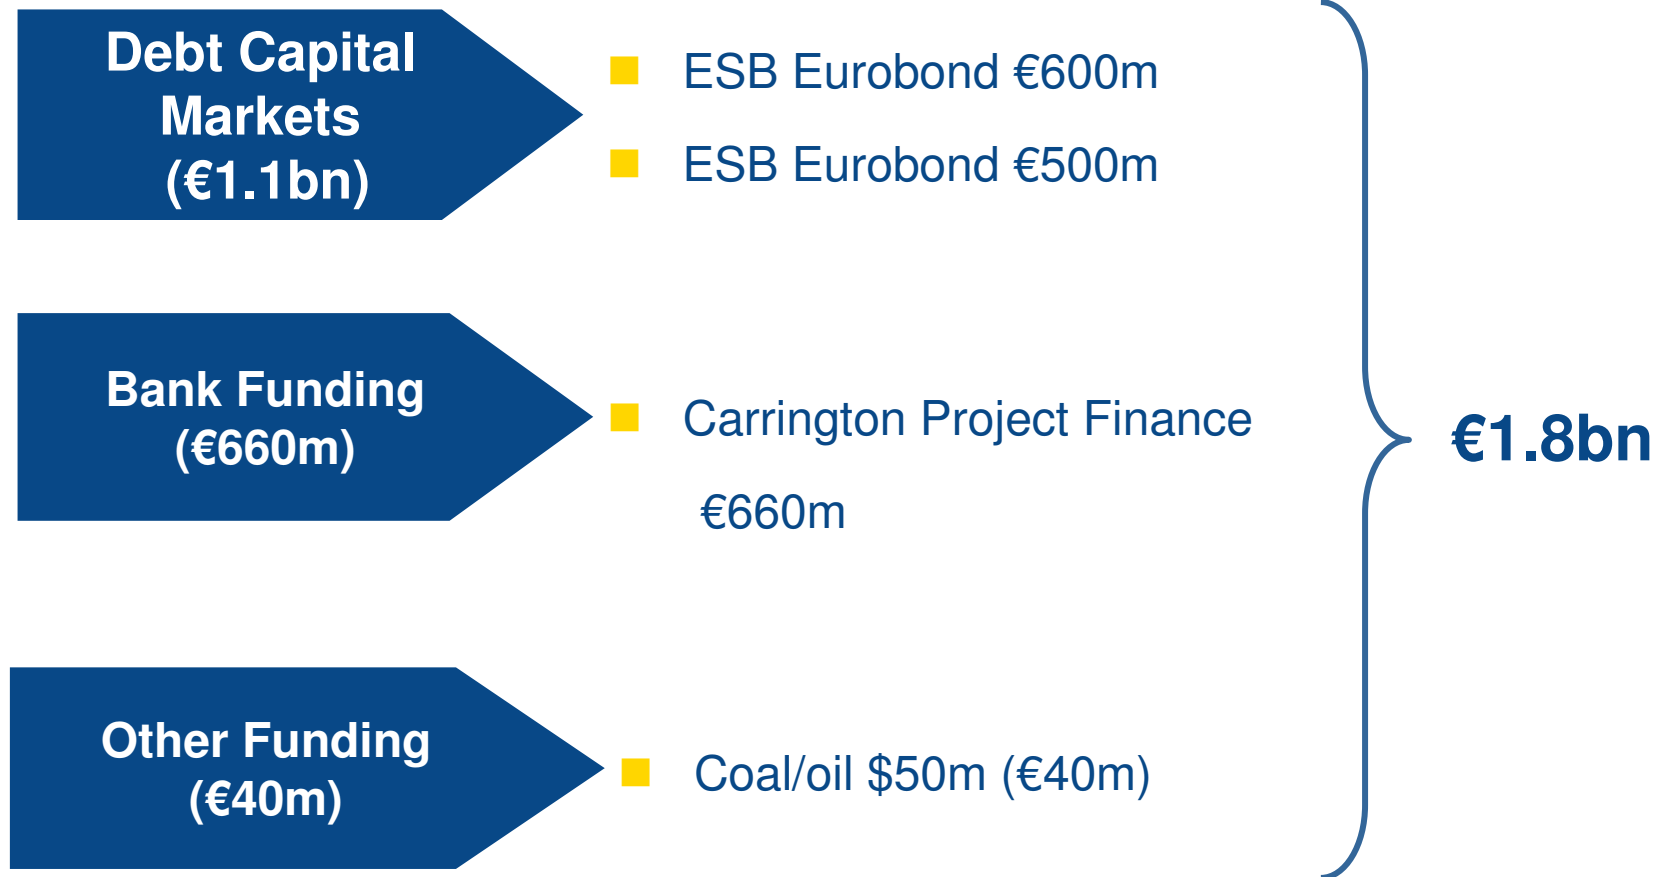 Debt Capital
Markets
(€1.1bn)
ESB Eurobond €600m
ESB Eurobond €500m
Bank Funding
(€660m)
Carrington Project Finance
€660m
€1.8bn
Other Funding
(€40m)
Coal/oil $50m (€40m)